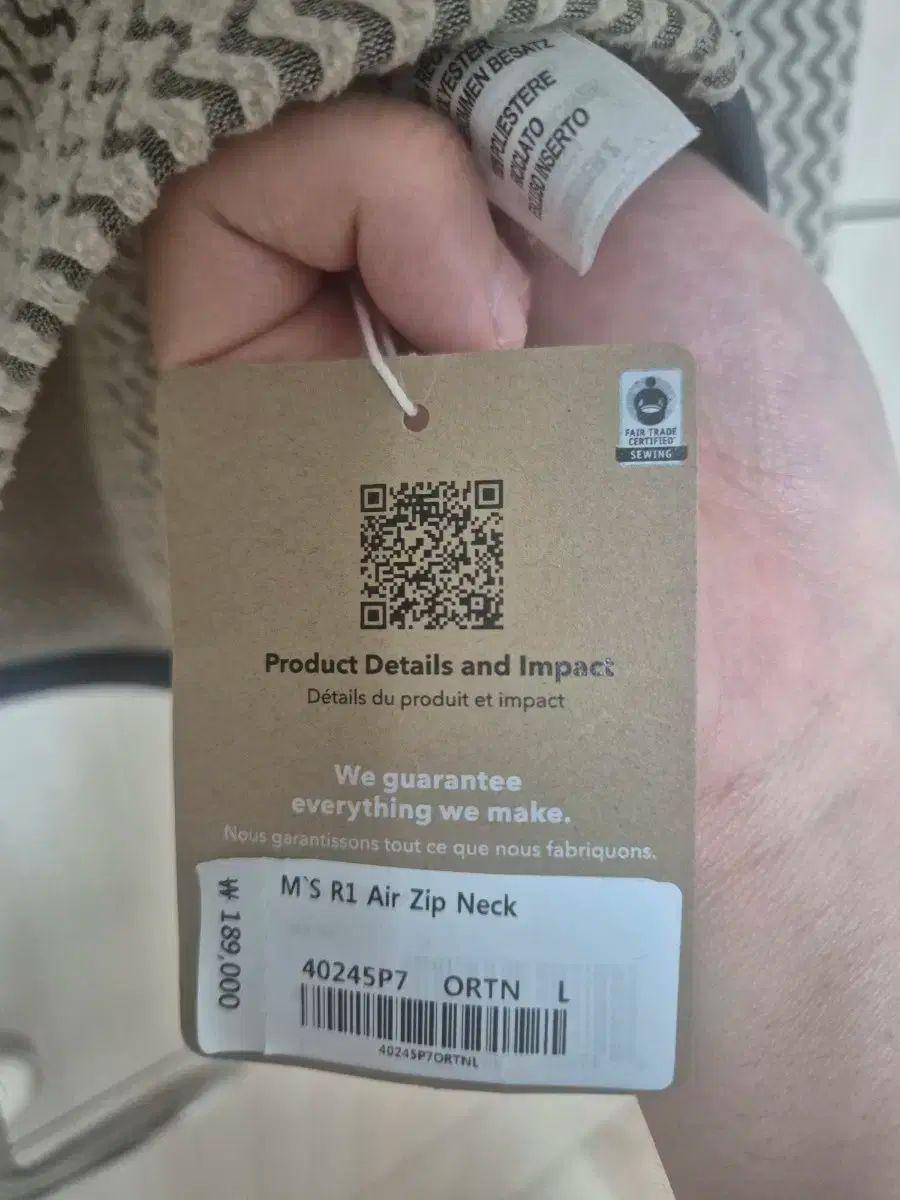 POLIESTERE
RICICLATO
ESCLUSO INSERTO
FAIR TRADE
CERTIFIED
SEWING
Product Details and Impact
Détails du produit et impact
We guarantee
everything we make.
Nous garantissons tout ce que nous fabriquons.
₩ 189,000
M`S R1 Air Zip Neck
40245P7 ORTN L
40245P7ORTNL